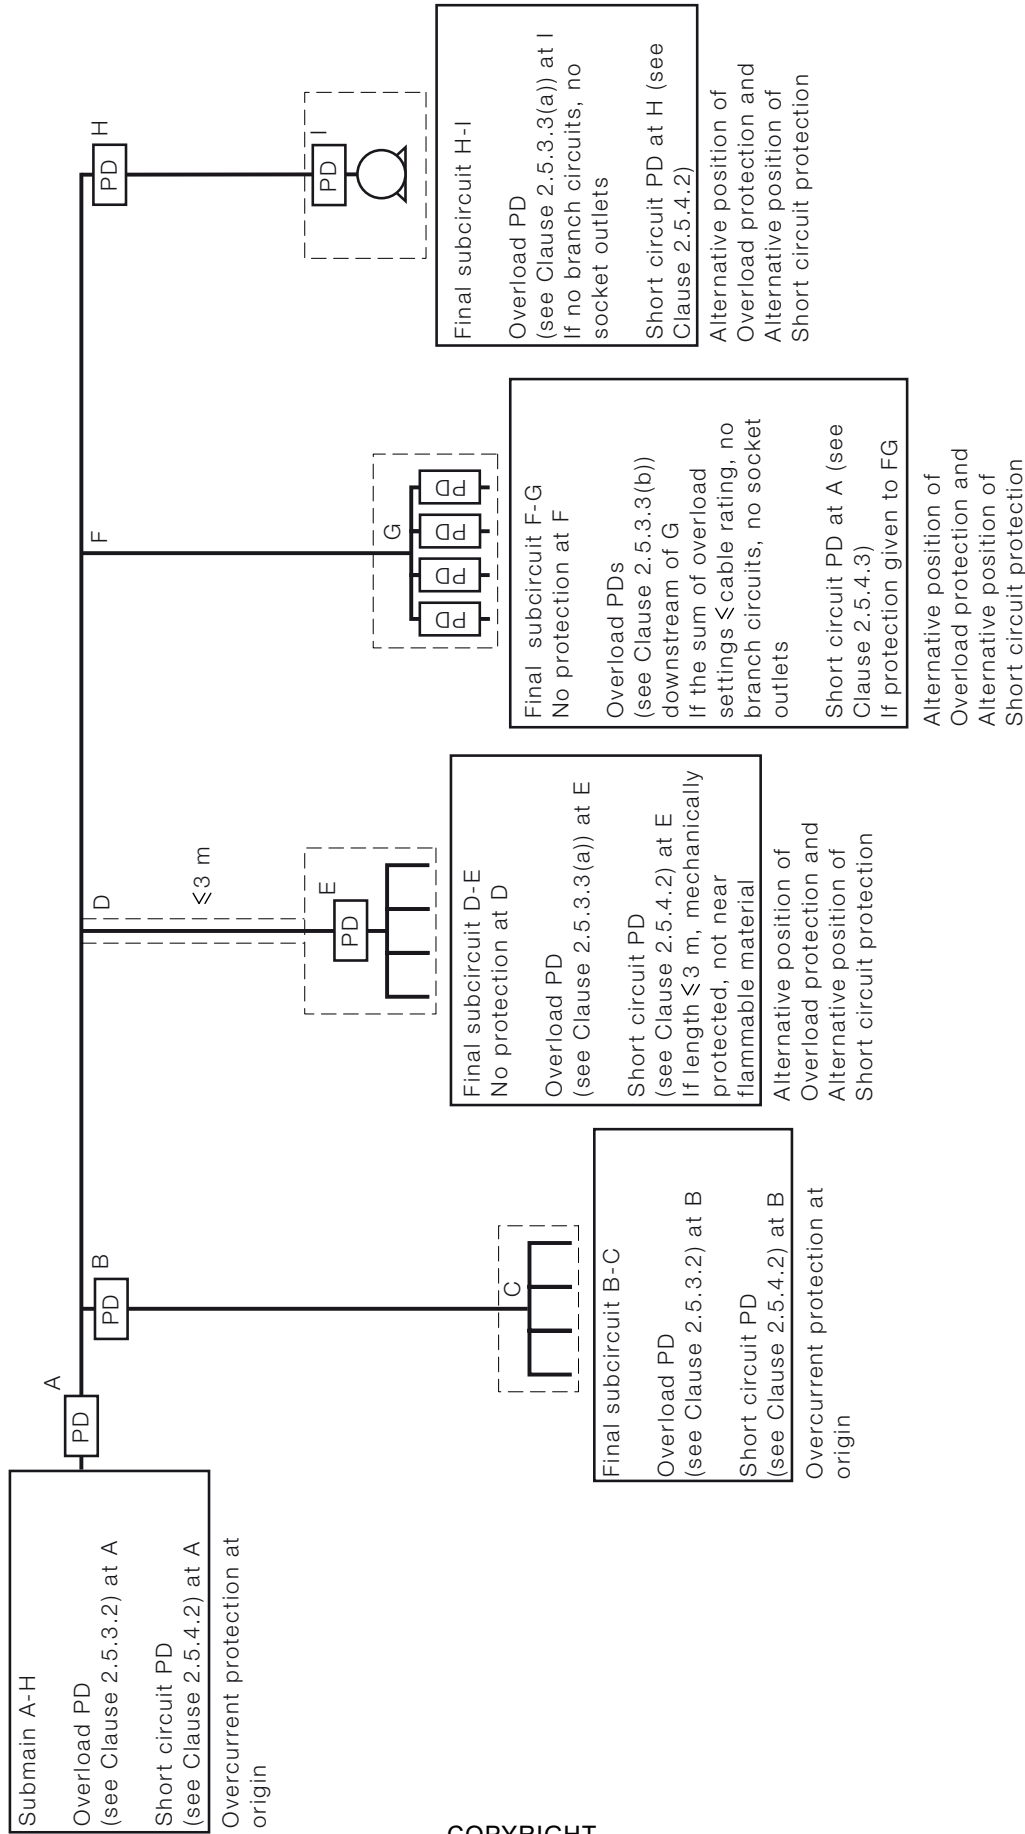 Submain A-H
Overload PD
(see Clause 2.5.3.2) at A
Short circuit PD
(see Clause 2.5.4.2) at A
Overcurrent protection at
origin
PD
A
PD
B
C
Final subcircuit B-C
Overload PD
(see Clause 2.5.3.2) at B
Short circuit PD
(see Clause 2.5.4.2) at B
Overcurrent protection at
origin
D
≤3 m
PD
E
Final subcircuit D-E
No protection at D
Overload PD
(see Clause 2.5.3.3(a)) at E
Short circuit PD
(see Clause 2.5.4.2) at E
If length ≤3 m, mechanically
protected, not near
flammable material
Alternative position of
Overload protection and
Alternative position of
Short circuit protection
F
G
PD
PD
PD
PD
Final subcircuit F-G
No protection at F
Overload PDs
(see Clause 2.5.3.3(b))
downstream of G
If the sum of overload
settings ≤cable rating, no
branch circuits, no socket
outlets
Short circuit PD at A (see
Clause 2.5.4.3)
If protection given to FG
Alternative position of
Overload protection and
Alternative position of
Short circuit protection
PD
H
PD
I
Final subcircuit H-I
Overload PD
(see Clause 2.5.3.3(a)) at I
If no branch circuits, no
socket outlets
Short circuit PD at H (see
Clause 2.5.4.2)
Alternative position of
Overload protection and
Alternative position of
Short circuit protection
COPYRIGHT